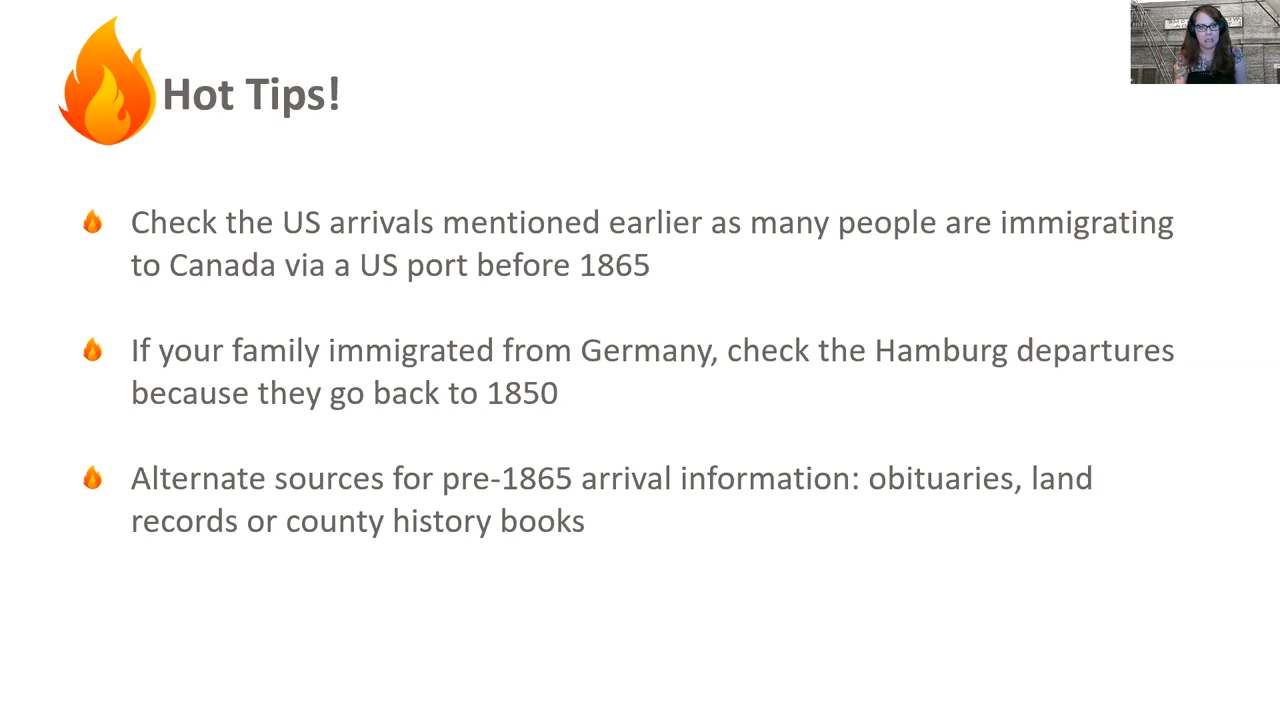 Hot Tips!
Check the US arrivals mentioned earlier as many people are immigrating
to Canada via a US port before 1865
If your family immigrated from Germany, check the Hamburg departures
because they go back to 1850
Alternate sources for pre-1865 arrival information: obituaries, land
records or county history books